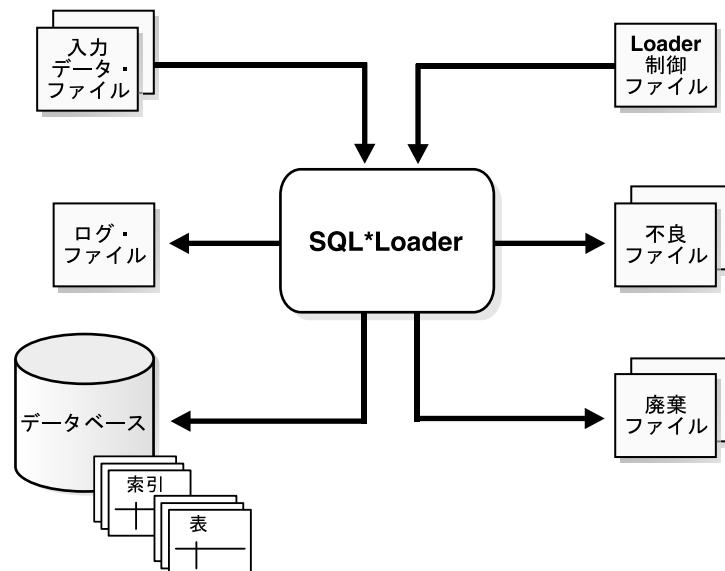 入力
データ・
ファイル
Loader
制御
ファイル
ログ・
ファイル
SQL*Loader
不良
ファイル
データベース
廃棄
ファイル
索引
表